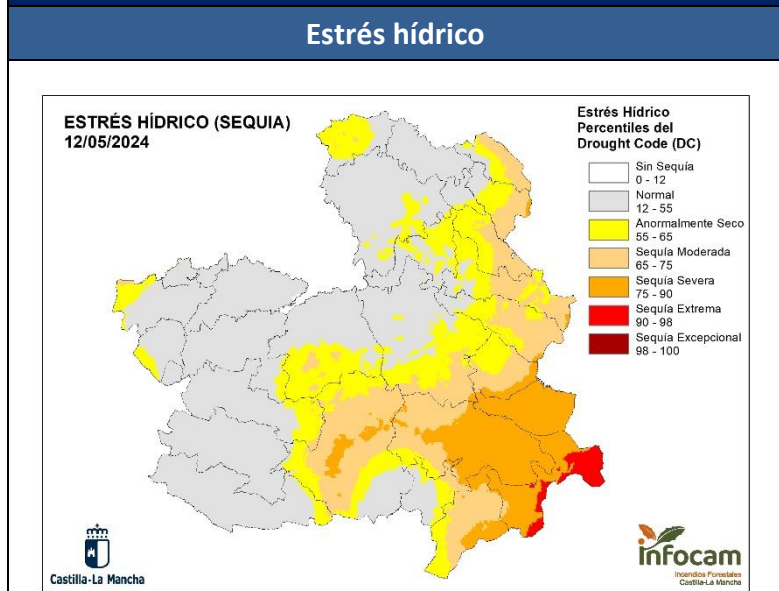 Estrés hídrico
ESTRÉS HÍDRICO (SEQUIA)
12/05/2024
Estrés Hídrico
Percentiles del
Drought Code (DC)
Sin Sequía
0 - 12
Normal
12 - 55
Anormalmente Seco
55 - 65
Sequía Moderada
65 - 75
Sequía Severa
75 - 90
Sequía Extrema
90 - 98
Sequía Excepcional
98 - 100
Castilla-La Mancha
infocam
Incendios Forestales
Castilla-La Mancha